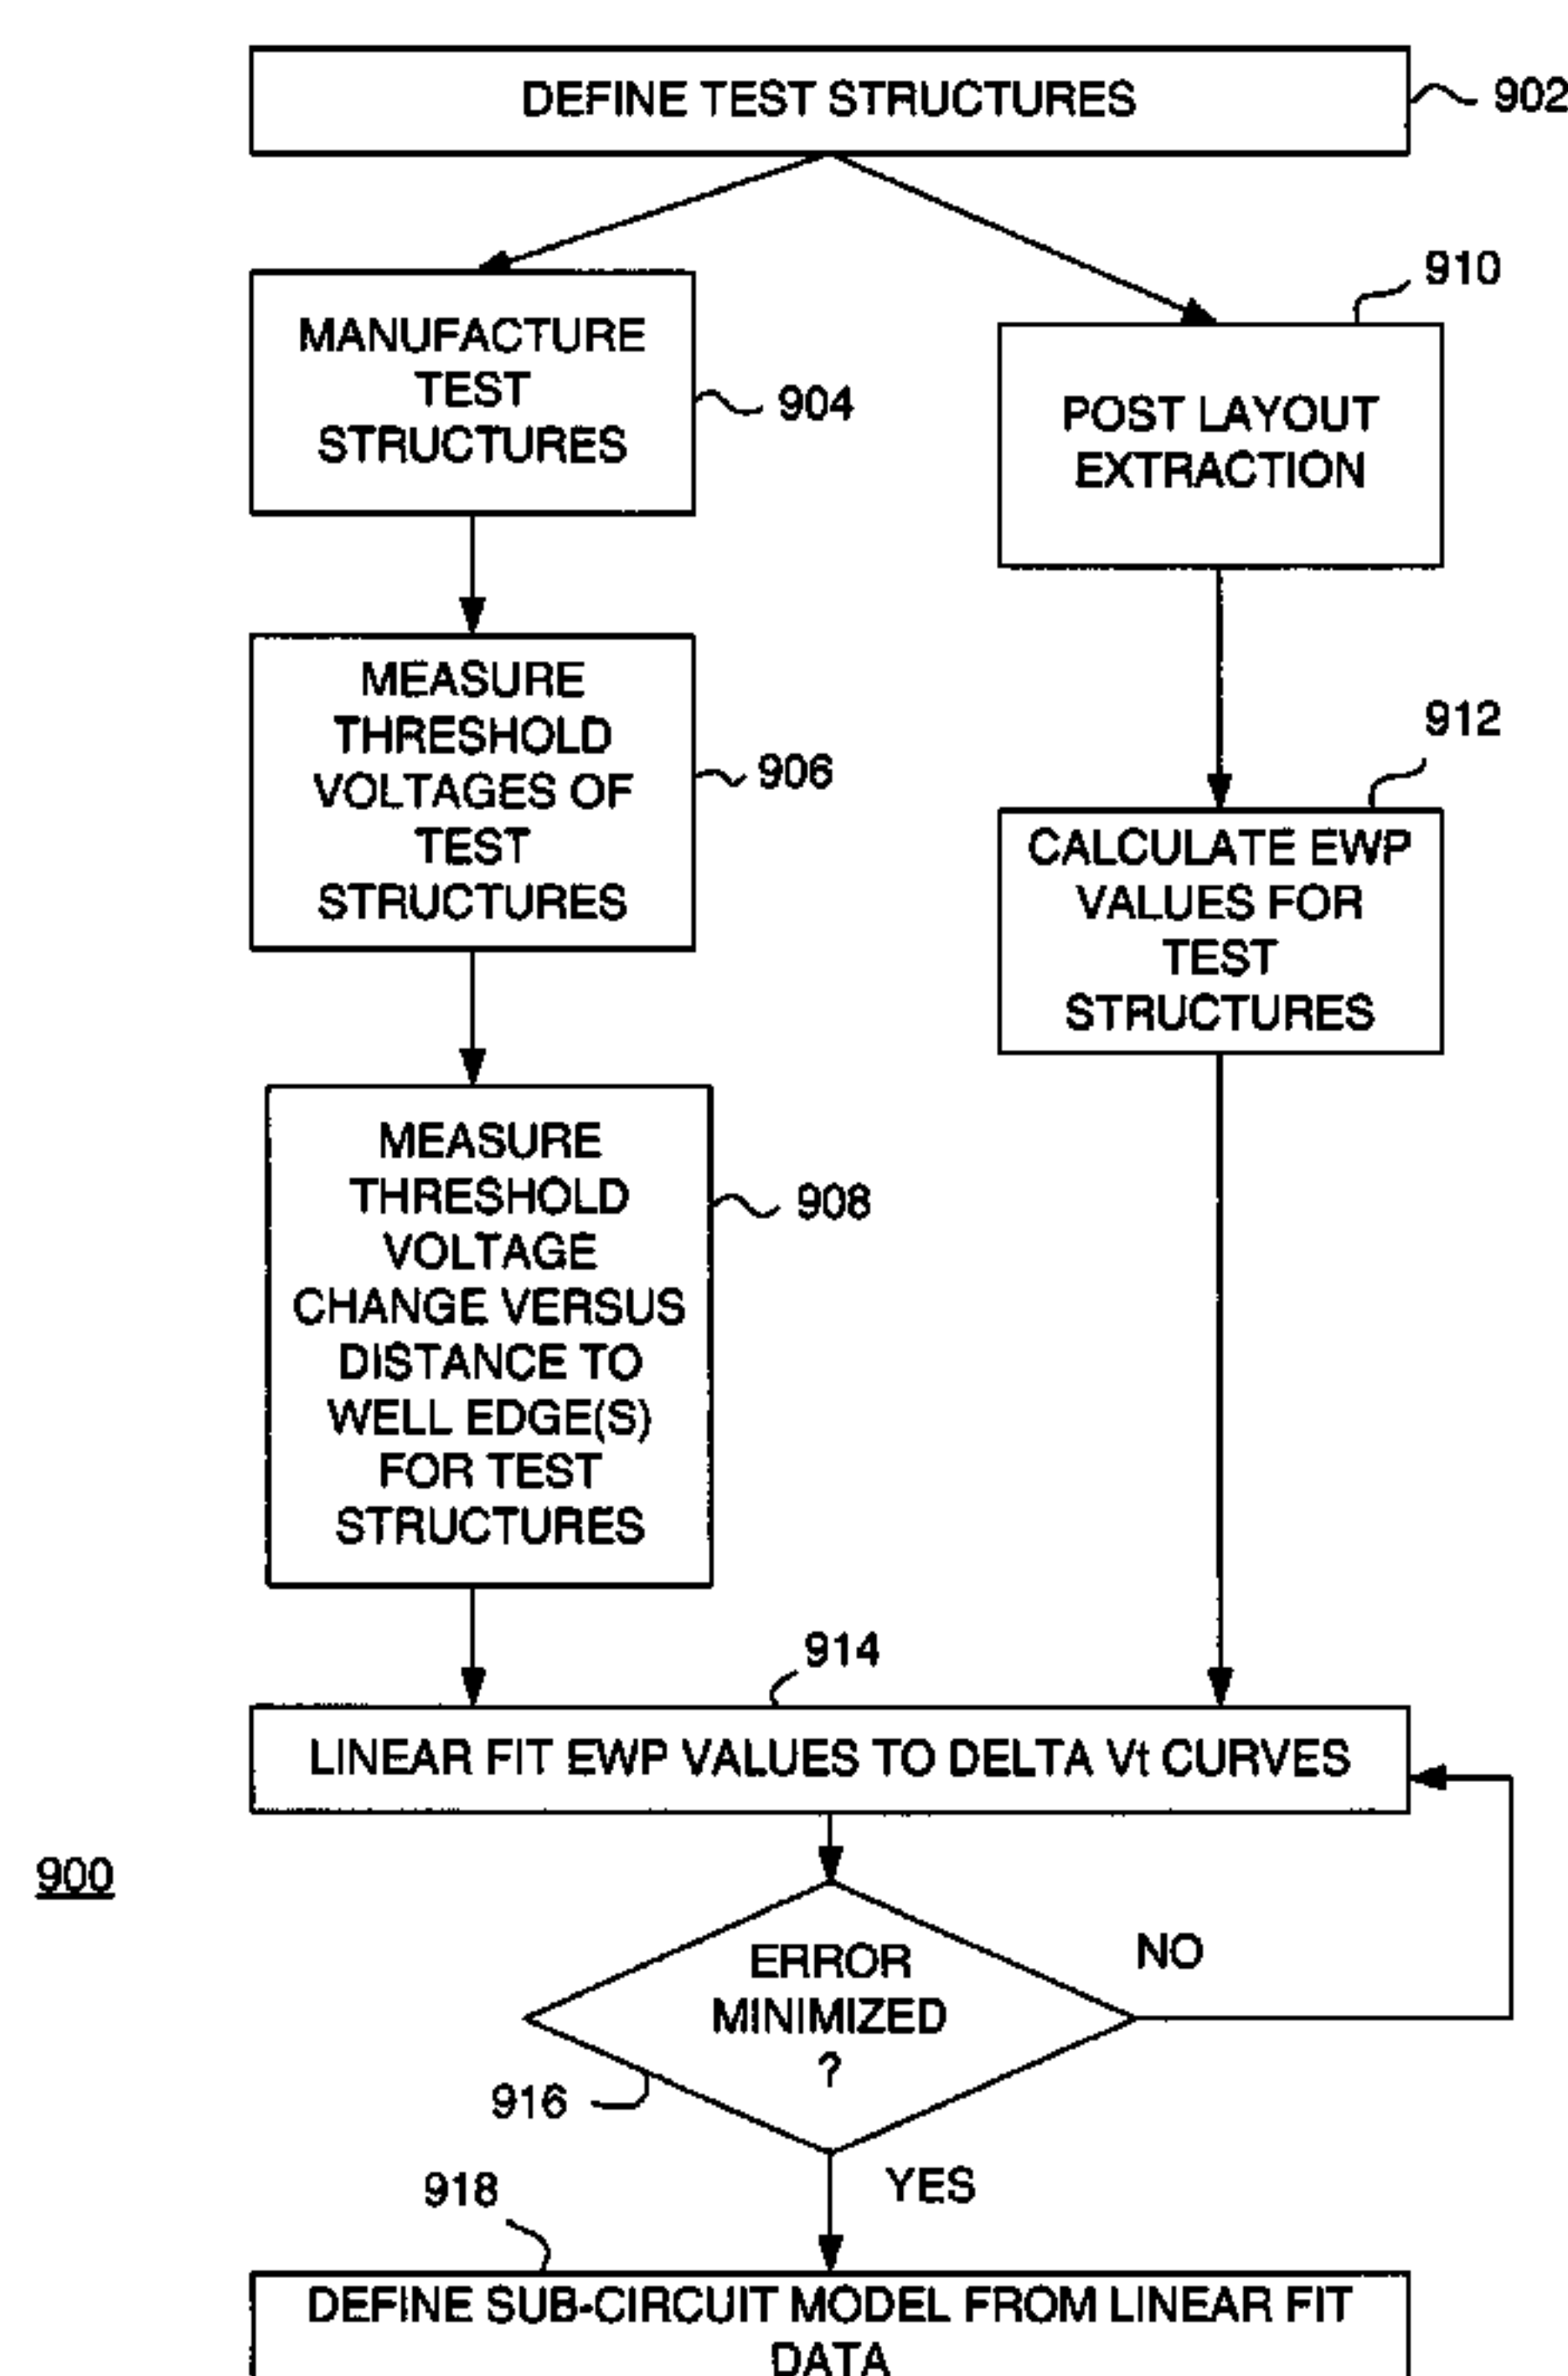 DEFINE TEST STRUCTURES
902
MANUFACTURE
TEST
STRUCTURES
904
910
POST LAYOUT
EXTRACTION
MEASURE
THRESHOLD
VOLTAGES OF
TEST
STRUCTURES
906
912
CALCULATE EWP
VALUES FOR
TEST
STRUCTURES
MEASURE
THRESHOLD
VOLTAGE
CHANGE VERSUS
DISTANCE TO
WELL EDGE(S)
FOR TEST
STRUCTURES
908
914
LINEAR FIT EWP VALUES TO DELTA Vt CURVES
900
ERROR
MINIMIZED
?
NO
916
YES
918
DEFINE SUB-CIRCUIT MODEL FROM LINEAR FIT
DATA